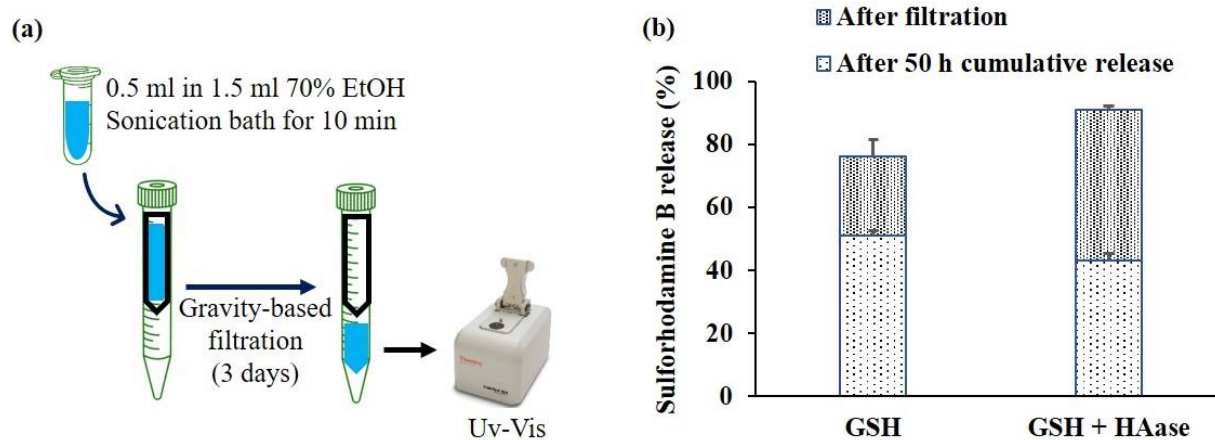 (a)
0.5 ml in 1.5 ml 70% EtOH
Sonication bath for 10 min
Gravity-based
filtration
(3 days)
Uv-Vis
(b)
After filtration
After 50 h cumulative release
Sulforhodamine B release (%)
100
80
60
40
20
0
GSH
GSH + HAase